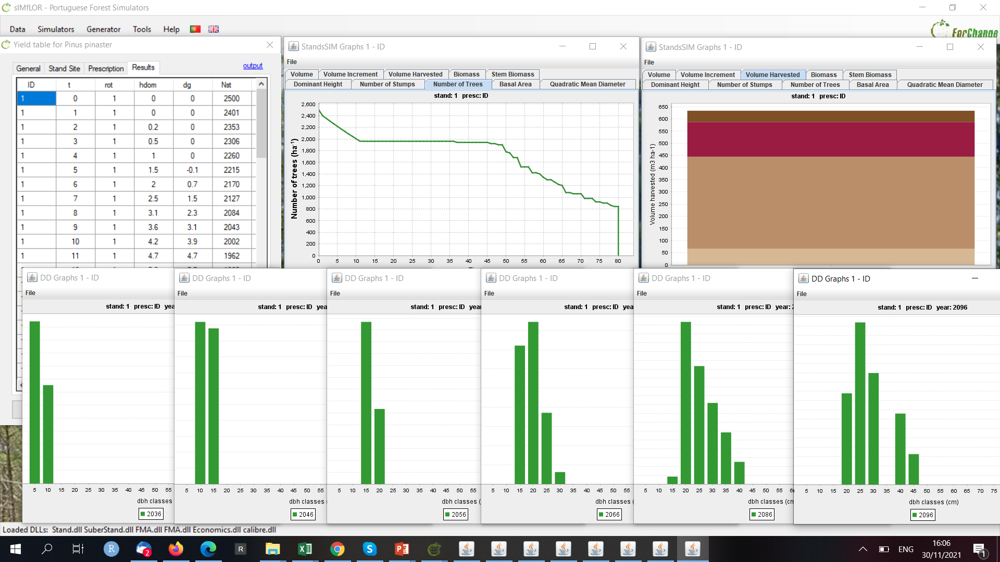 sIMfLOR - Portuguese Forest Simulators
Data Simulators Generator Tools Help
ForChange
Yield table for Pinus pinaster
General Stand Site Prescription Results output
ID t rot hdom dg Nst
1 0 1 0 0 2500
1 1 1 0 0 2401
1 2 1 0.2 0 2353
1 3 1 0.5 0 2306
1 4 1 1 0 2260
1 5 1 1.5 -0.1 2215
1 6 1 2 0.7 2170
1 7 1 2.5 1.5 2127
1 8 1 3.1 2.3 2084
1 9 1 3.6 3.1 2043
1 10 1 4.2 3.9 2002
1 11 1 4.7 4.7 1962
StandsSIM Graphs 1 - ID
File
Volume Volume Increment Volume Harvested Biomass Stem Biomass
Dominant Height Number of Stumps Number of Trees Basal Area Quadratic Mean Diameter
stand: 1 presc: ID
Number of trees (ha-1)
2,600
2,400
2,200
2,000
1,800
1,600
1,400
1,200
1,000
800
600
400
200
0
0 5 10 15 20 25 30 35 40 45 50 55 60 65 70 75 80
StandsSIM Graphs 1 - ID
File
Volume Volume Increment Volume Harvested Biomass Stem Biomass
Dominant Height Number of Stumps Number of Trees Basal Area Quadratic Mean Diameter
stand: 1 presc: ID
Volume harvested (m3 ha-1)
650
600
550
500
450
400
350
300
250
200
150
100
50
0
DD Graphs 1 - ID
File
stand: 1 presc: ID yea
5 10 15 20 25 30 35 40 45 50 55
dbh classes
2036
DD Graphs 1 - ID
File
stand: 1 presc: ID yea
5 10 15 20 25 30 35 40 45 50 55
dbh classes (
2046
DD Graphs 1 - ID
File
stand: 1 presc: ID yea
5 10 15 20 25 30 35 40 45 50 55
dbh classes (
2056
DD Graphs 1 - ID
File
stand: 1 presc: ID yea
5 10 15 20 25 30 35 40 45 50 55
dbh classes (
2066
DD Graphs 1 - ID
File
stand: 1 presc: ID year: 2
5 10 15 20 25 30 35 40 45 50 55 6
dbh classes (cm
2086
DD Graphs 1 - ID
File
stand: 1 presc: ID year: 2096
5 10 15 20 25 30 35 40 45 50 55 60 65 70 75
dbh classes (cm)
2096
Loaded DLLs: Stand.dll SuberStand.dll FMA.dll FMA.dll Economics.dll calibre.dll
R
2
R
S
P
ENG
16:06
30/11/2021
1